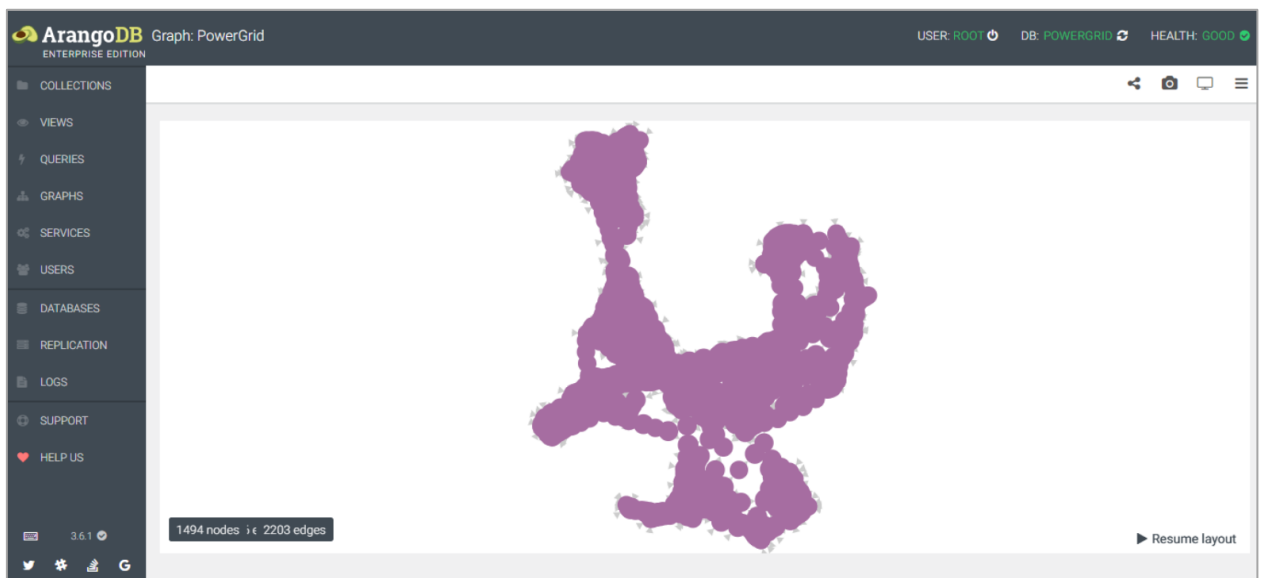 ArangoDB Graph: PowerGrid USER: ROOT DB: POWERGRID HEALTH: GOOD
ENTERPRISE EDITION
COLLECTIONS
VIEWS
QUERIES
GRAPHS
SERVICES
USERS
DATABASES
REPLICATION
LOGS
SUPPORT
HELP US
1494 nodes 2203 edges
Resume layout
3.6.1
G